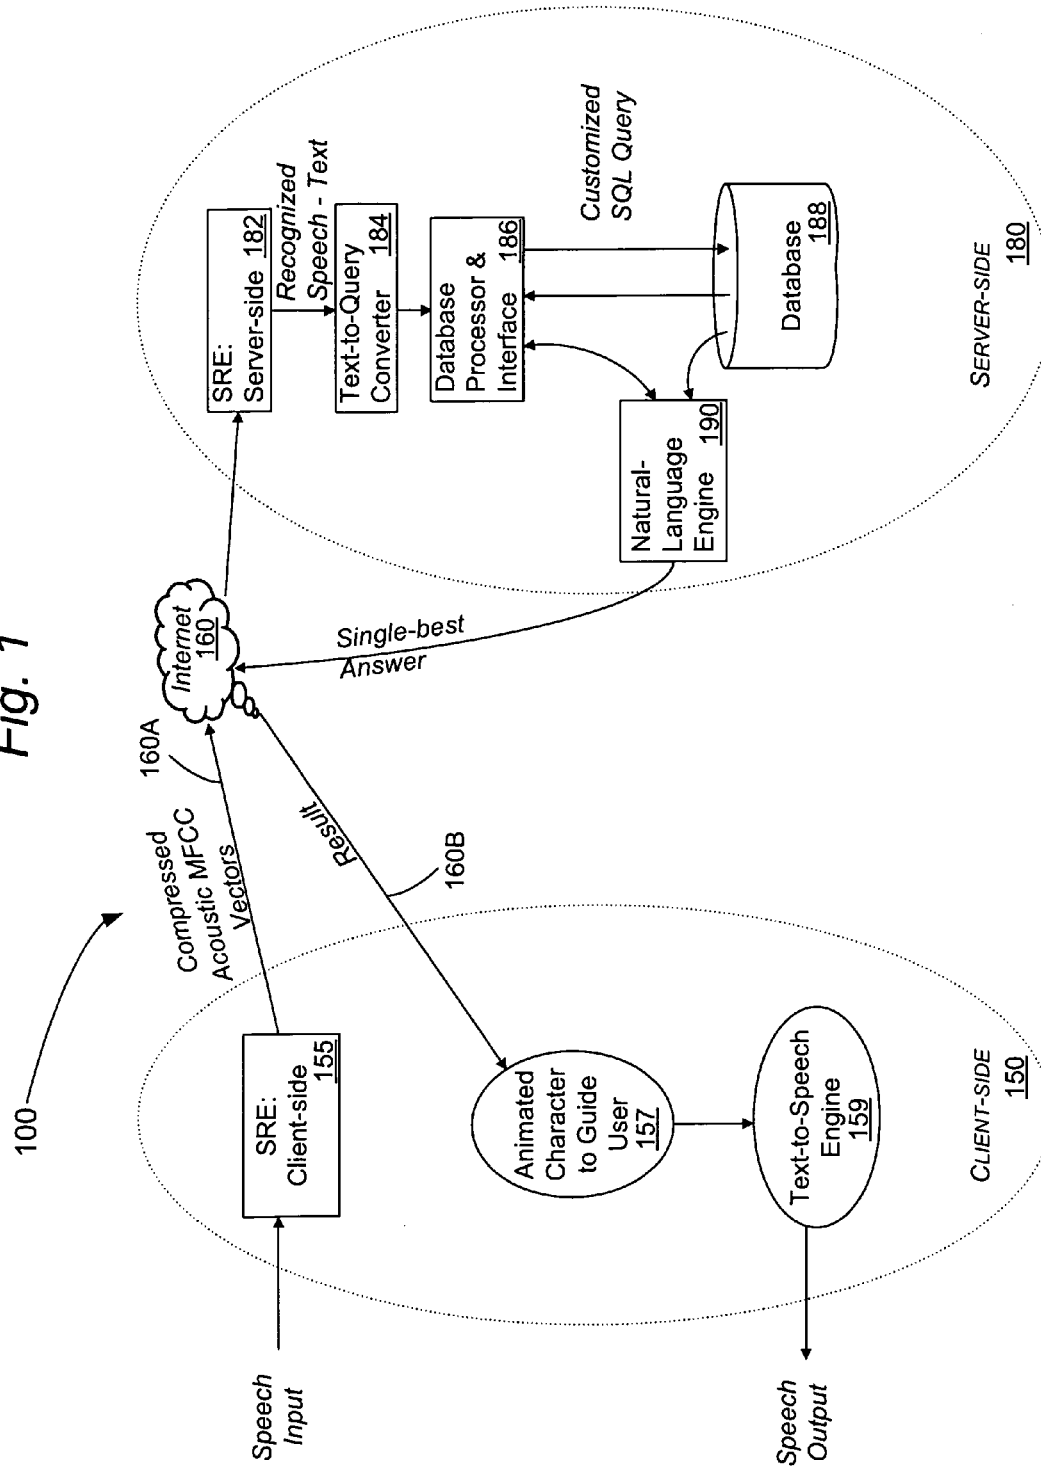 Fig. 1
100
Speech
Input
SRE:
Client-side
155
Compressed
Acoustic MFCC
Vectors
160A
Internet
160
SRE:
Server-side 182
Recognized
Speech - Text
Text-to-Query
Converter 184
Database
Processor &
Interface 186
Customized
SQL Query
Database
188
Natural-
Language
Engine 190
Single-best
Answer
Result
160B
Animated
Character
to Guide
User
157
Text-to-Speech
Engine
159
Speech
Output
CLIENT-SIDE
150
SERVER-SIDE
180